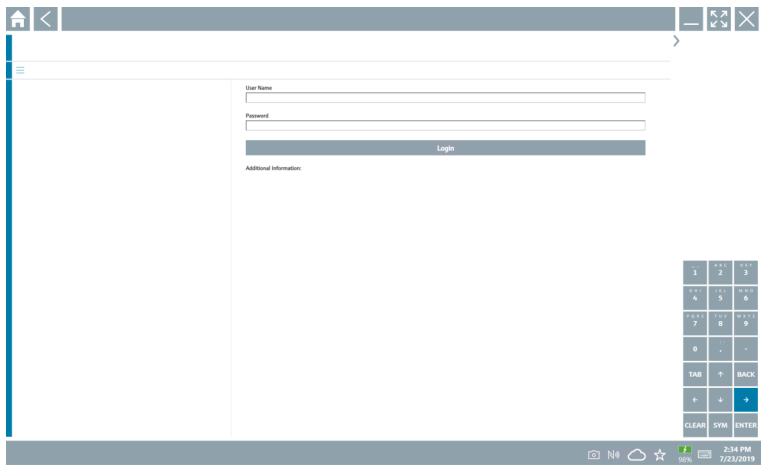 User Name
Password
Login
Additional Information:
1
ABC
2
DEF
3
GHI
4
JKL
5
MNO
6
PQRS
7
TUV
8
WXYZ
9
0
.
-
TAB
↑
BACK
←
↓
→
CLEAR
SYM
ENTER
98%
2:34 PM
7/23/2019